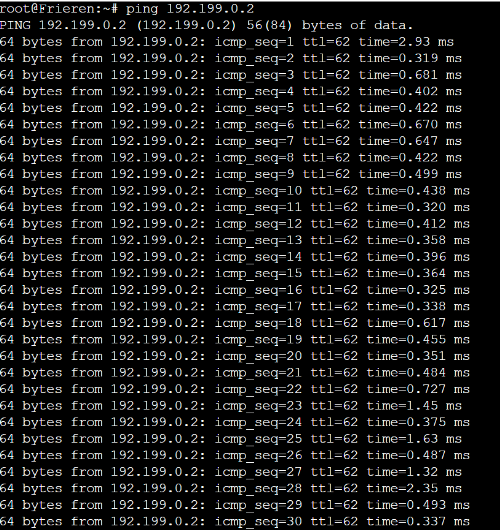 root@Frieren:~# ping 192.199.0.2
PING 192.199.0.2 (192.199.0.2) 56(84) bytes of data.
64 bytes from 192.199.0.2: icmp_seq=1 ttl=62 time=2.93 ms
64 bytes from 192.199.0.2: icmp_seq=2 ttl=62 time=0.319 ms
64 bytes from 192.199.0.2: icmp_seq=3 ttl=62 time=0.681 ms
64 bytes from 192.199.0.2: icmp_seq=4 ttl=62 time=0.402 ms
64 bytes from 192.199.0.2: icmp_seq=5 ttl=62 time=0.422 ms
64 bytes from 192.199.0.2: icmp_seq=6 ttl=62 time=0.670 ms
64 bytes from 192.199.0.2: icmp_seq=7 ttl=62 time=0.647 ms
64 bytes from 192.199.0.2: icmp_seq=8 ttl=62 time=0.422 ms
64 bytes from 192.199.0.2: icmp_seq=9 ttl=62 time=0.499 ms
64 bytes from 192.199.0.2: icmp_seq=10 ttl=62 time=0.438 ms
64 bytes from 192.199.0.2: icmp_seq=11 ttl=62 time=0.320 ms
64 bytes from 192.199.0.2: icmp_seq=12 ttl=62 time=0.412 ms
64 bytes from 192.199.0.2: icmp_seq=13 ttl=62 time=0.358 ms
64 bytes from 192.199.0.2: icmp_seq=14 ttl=62 time=0.396 ms
64 bytes from 192.199.0.2: icmp_seq=15 ttl=62 time=0.364 ms
64 bytes from 192.199.0.2: icmp_seq=16 ttl=62 time=0.325 ms
64 bytes from 192.199.0.2: icmp_seq=17 ttl=62 time=0.338 ms
64 bytes from 192.199.0.2: icmp_seq=18 ttl=62 time=0.617 ms
64 bytes from 192.199.0.2: icmp_seq=19 ttl=62 time=0.455 ms
64 bytes from 192.199.0.2: icmp_seq=20 ttl=62 time=0.351 ms
64 bytes from 192.199.0.2: icmp_seq=21 ttl=62 time=0.484 ms
64 bytes from 192.199.0.2: icmp_seq=22 ttl=62 time=0.727 ms
64 bytes from 192.199.0.2: icmp_seq=23 ttl=62 time=1.45 ms
64 bytes from 192.199.0.2: icmp_seq=24 ttl=62 time=0.375 ms
64 bytes from 192.199.0.2: icmp_seq=25 ttl=62 time=1.63 ms
64 bytes from 192.199.0.2: icmp_seq=26 ttl=62 time=0.487 ms
64 bytes from 192.199.0.2: icmp_seq=27 ttl=62 time=1.32 ms
64 bytes from 192.199.0.2: icmp_seq=28 ttl=62 time=2.35 ms
64 bytes from 192.199.0.2: icmp_seq=29 ttl=62 time=0.493 ms
64 bytes from 192.199.0.2: icmp_seq=30 ttl=62 time=0.337 ms